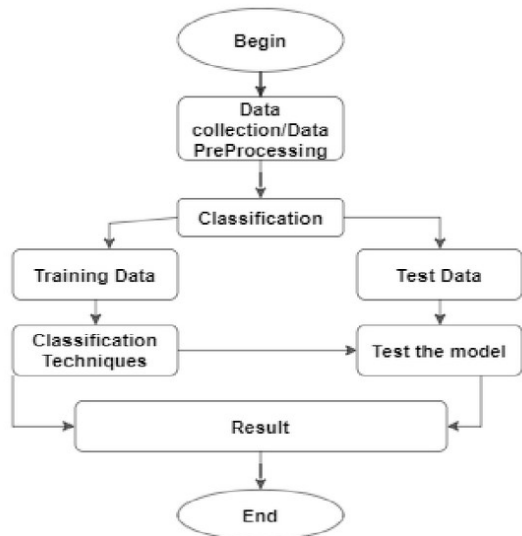 Begin
Data
collection/Data
PreProcessing
Classification
Training Data
Test Data
Classification
Techniques
Test the model
Result
End